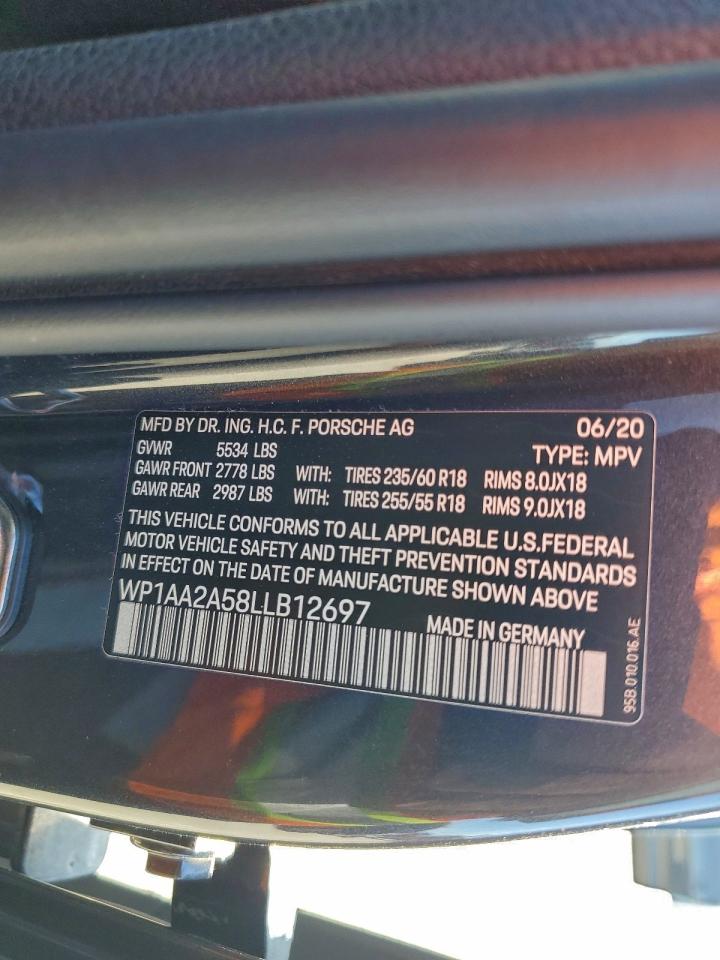 MFD BY DR. ING. H.C. F. PORSCHE AG 06/20
GVWR 5534 LBS TYPE: MPV
GAWR FRONT 2778 LBS WITH: TIRES 235/60 R18 RIMS 8.0JX18
GAWR REAR 2987 LBS WITH: TIRES 255/55 R18 RIMS 9.0JX18
THIS VEHICLE CONFORMS TO ALL APPLICABLE U.S.FEDERAL
MOTOR VEHICLE SAFETY AND THEFT PREVENTION STANDARDS
IN EFFECT ON THE DATE OF MANUFACTURE SHOWN ABOVE
WP1AA2A58LLB12697 MADE IN GERMANY
95B.010.016.AE